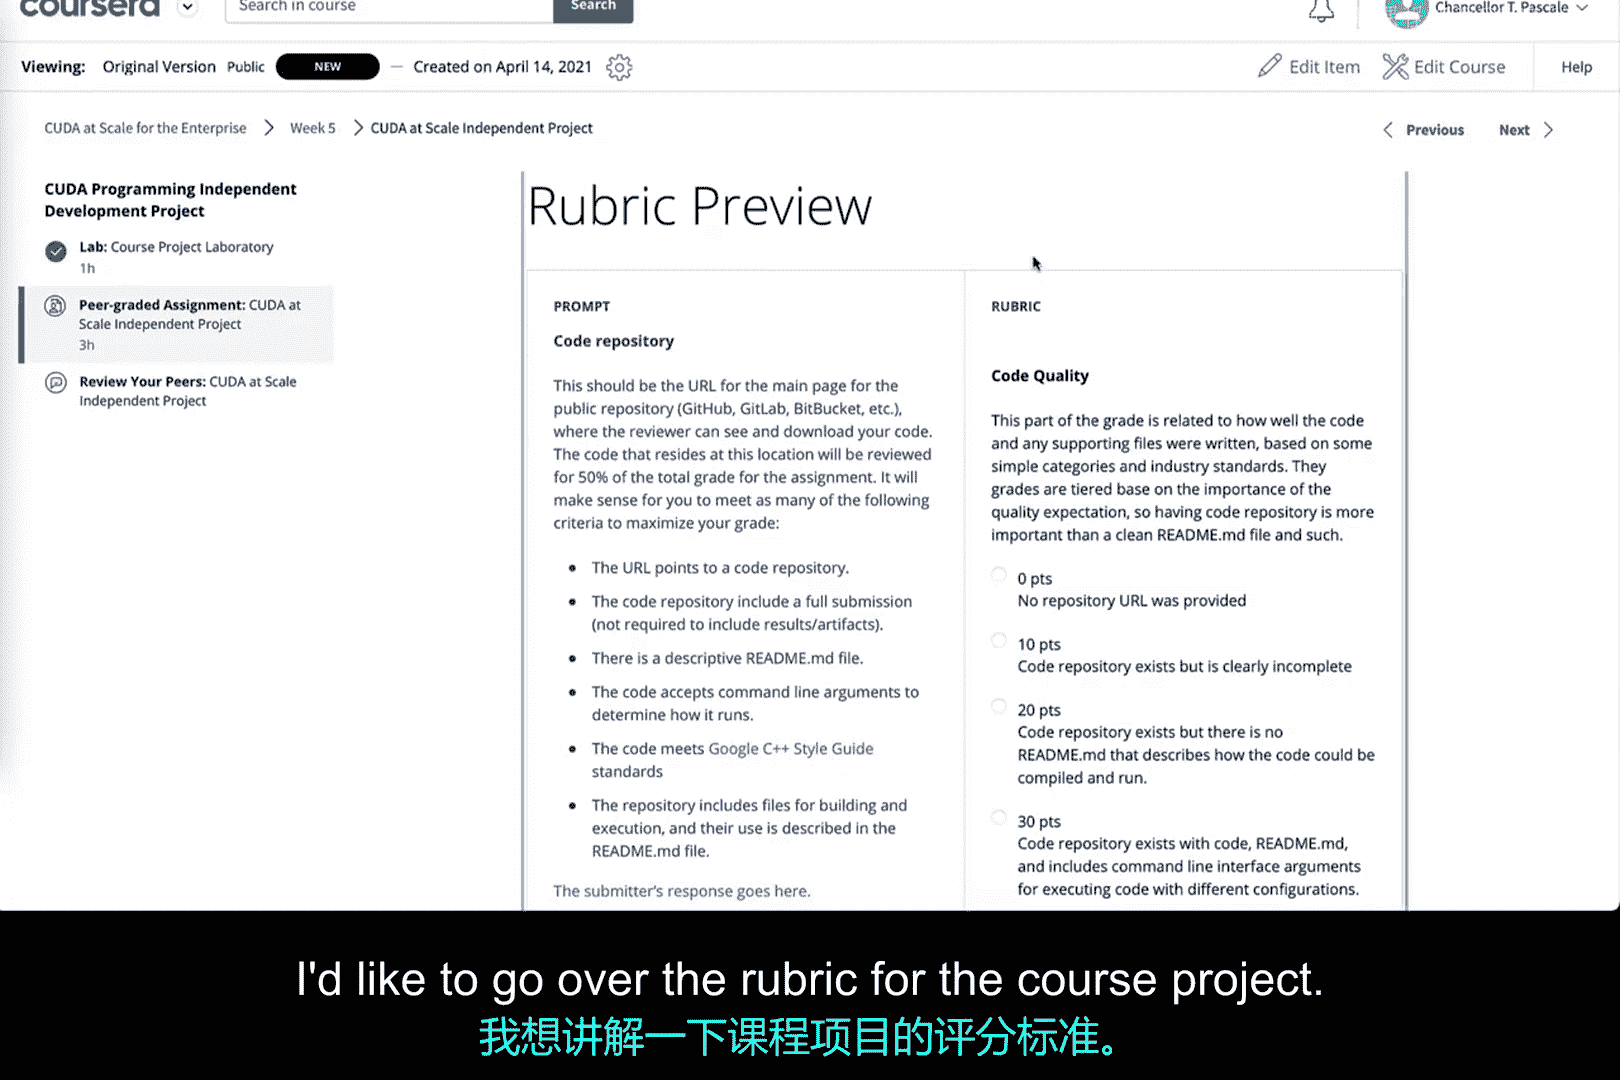 coursera
Search in course
Search
Chancellor T. Pascale
Viewing: Original Version Public NEW — Created on April 14, 2021
Edit Item
Edit Course
Help
CUDA at Scale for the Enterprise > Week 5 > CUDA at Scale Independent Project
< Previous
Next >
CUDA Programming Independent
Development Project
Lab: Course Project Laboratory
1h
Peer-graded Assignment: CUDA at
Scale Independent Project
3h
Review Your Peers: CUDA at Scale
Independent Project
Rubric Preview
PROMPT
Code repository
This should be the URL for the main page for the
public repository (GitHub, GitLab, BitBucket, etc.),
where the reviewer can see and download your code.
The code that resides at this location will be reviewed
for 50% of the total grade for the assignment. It will
make sense for you to meet as many of the following
criteria to maximize your grade:
• The URL points to a code repository.
• The code repository include a full submission
(not required to include results/artifacts).
• There is a descriptive README.md file.
• The code accepts command line arguments to
determine how it runs.
• The code meets Google C++ Style Guide
standards
• The repository includes files for building and
execution, and their use is described in the
README.md file.
The submitter's response goes here.
RUBRIC
Code Quality
This part of the grade is related to how well the code
and any supporting files were written, based on some
simple categories and industry standards. They
grades are tiered base on the importance of the
quality expectation, so having code repository is more
important than a clean README.md file and such.
0 pts
No repository URL was provided
10 pts
Code repository exists but is clearly incomplete
20 pts
Code repository exists but there is no
README.md that describes how the code could be
compiled and run.
30 pts
Code repository exists with code, README.md,
and includes command line interface arguments
for executing code with different configurations.
I'd like to go over the rubric for the course project.
我想讲解一下课程项目的评分标准。